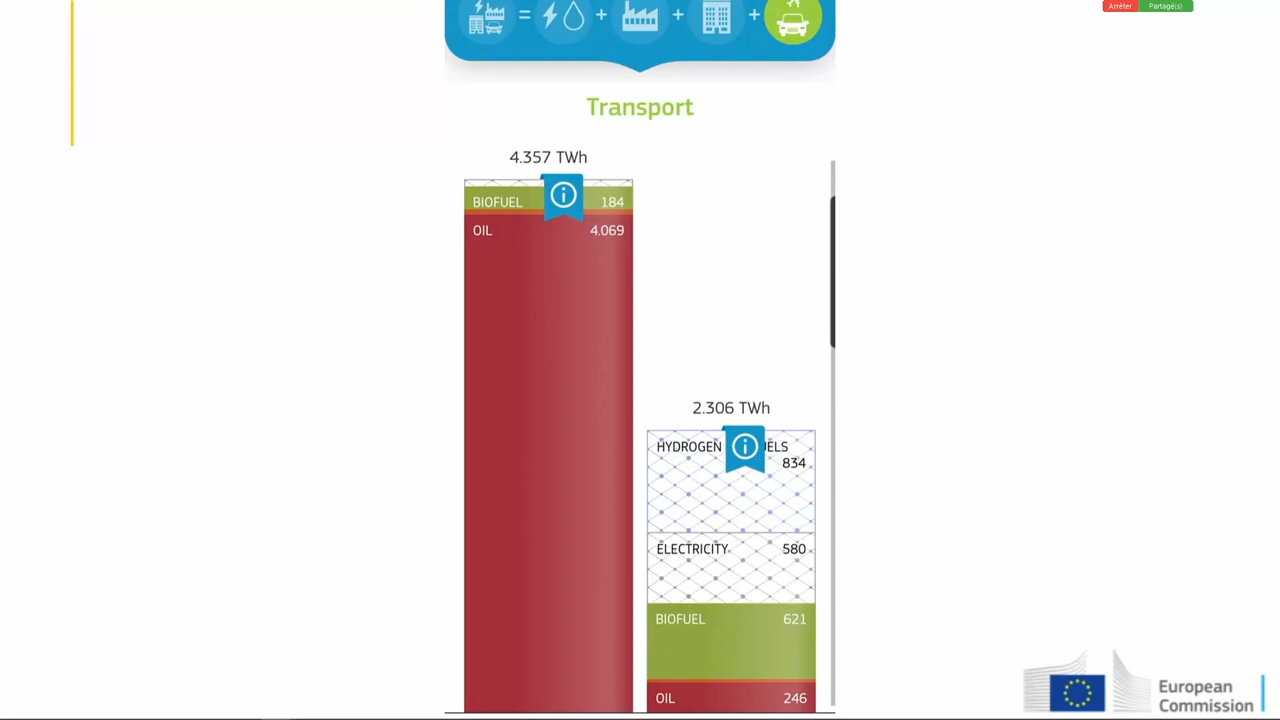 Arrêter Partagé(s)
= + + +
Transport
4.357 TWh
BIOFUEL 184
OIL 4.069
2.306 TWh
HYDROGEN
834
ELECTRICITY 580
BIOFUEL 621
OIL 246
European
Commission